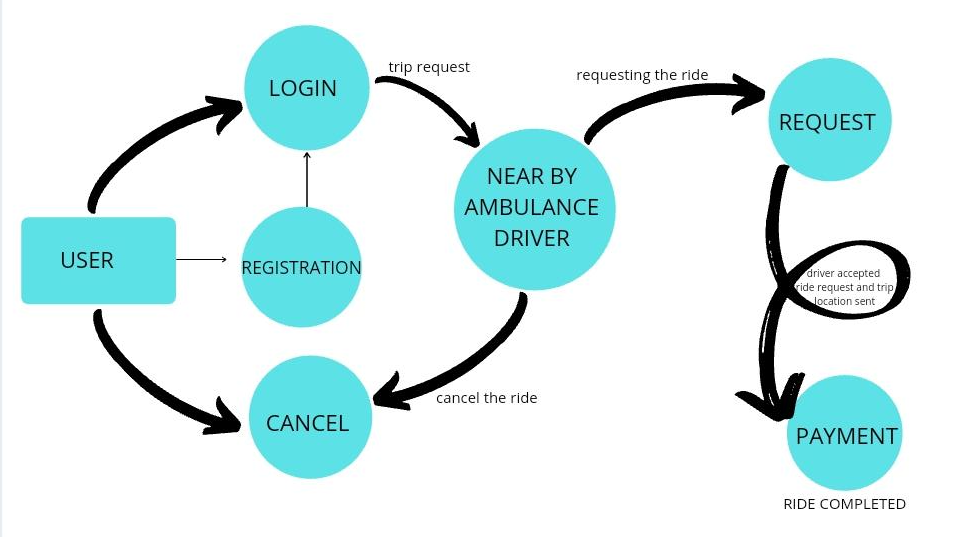 LOGIN
trip request
requesting the ride
REQUEST
NEAR BY
AMBULANCE
DRIVER
USER
REGISTRATION
driver accepted
ride request and trip
location sent
cancel the ride
CANCEL
PAYMENT
RIDE COMPLETED